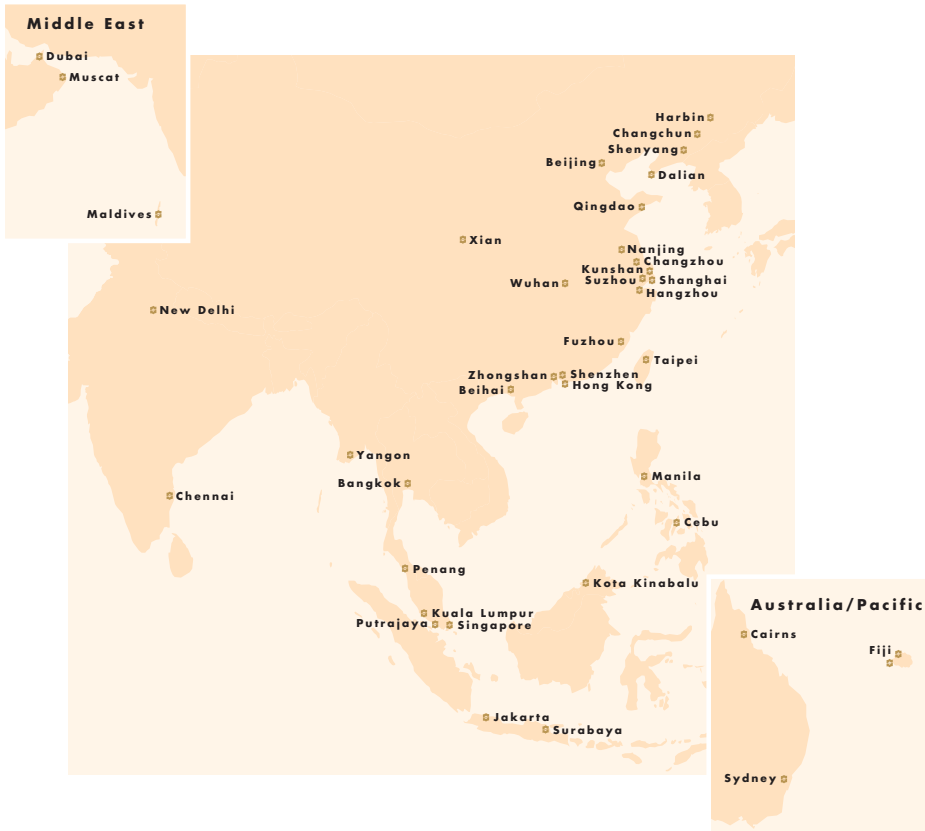 Middle East
Dubai
Muscat
Maldives
Harbin
Changchun
Shenyang
Beijing
Dalian
Qingdao
Xian
Nanjing
Changzhou
Kunshan
Suzhou
Shanghai
Wuhan
Hangzhou
New Delhi
Fuzhou
Taipei
Zhongshan
Shenzhen
Hong Kong
Beihai
Yangon
Manila
Bangkok
Chennai
Cebu
Penang
Kota Kinabalu
Kuala Lumpur
Putrajaya
Singapore
Jakarta
Surabaya
Australia/Pacific
Cairns
Fiji
Sydney